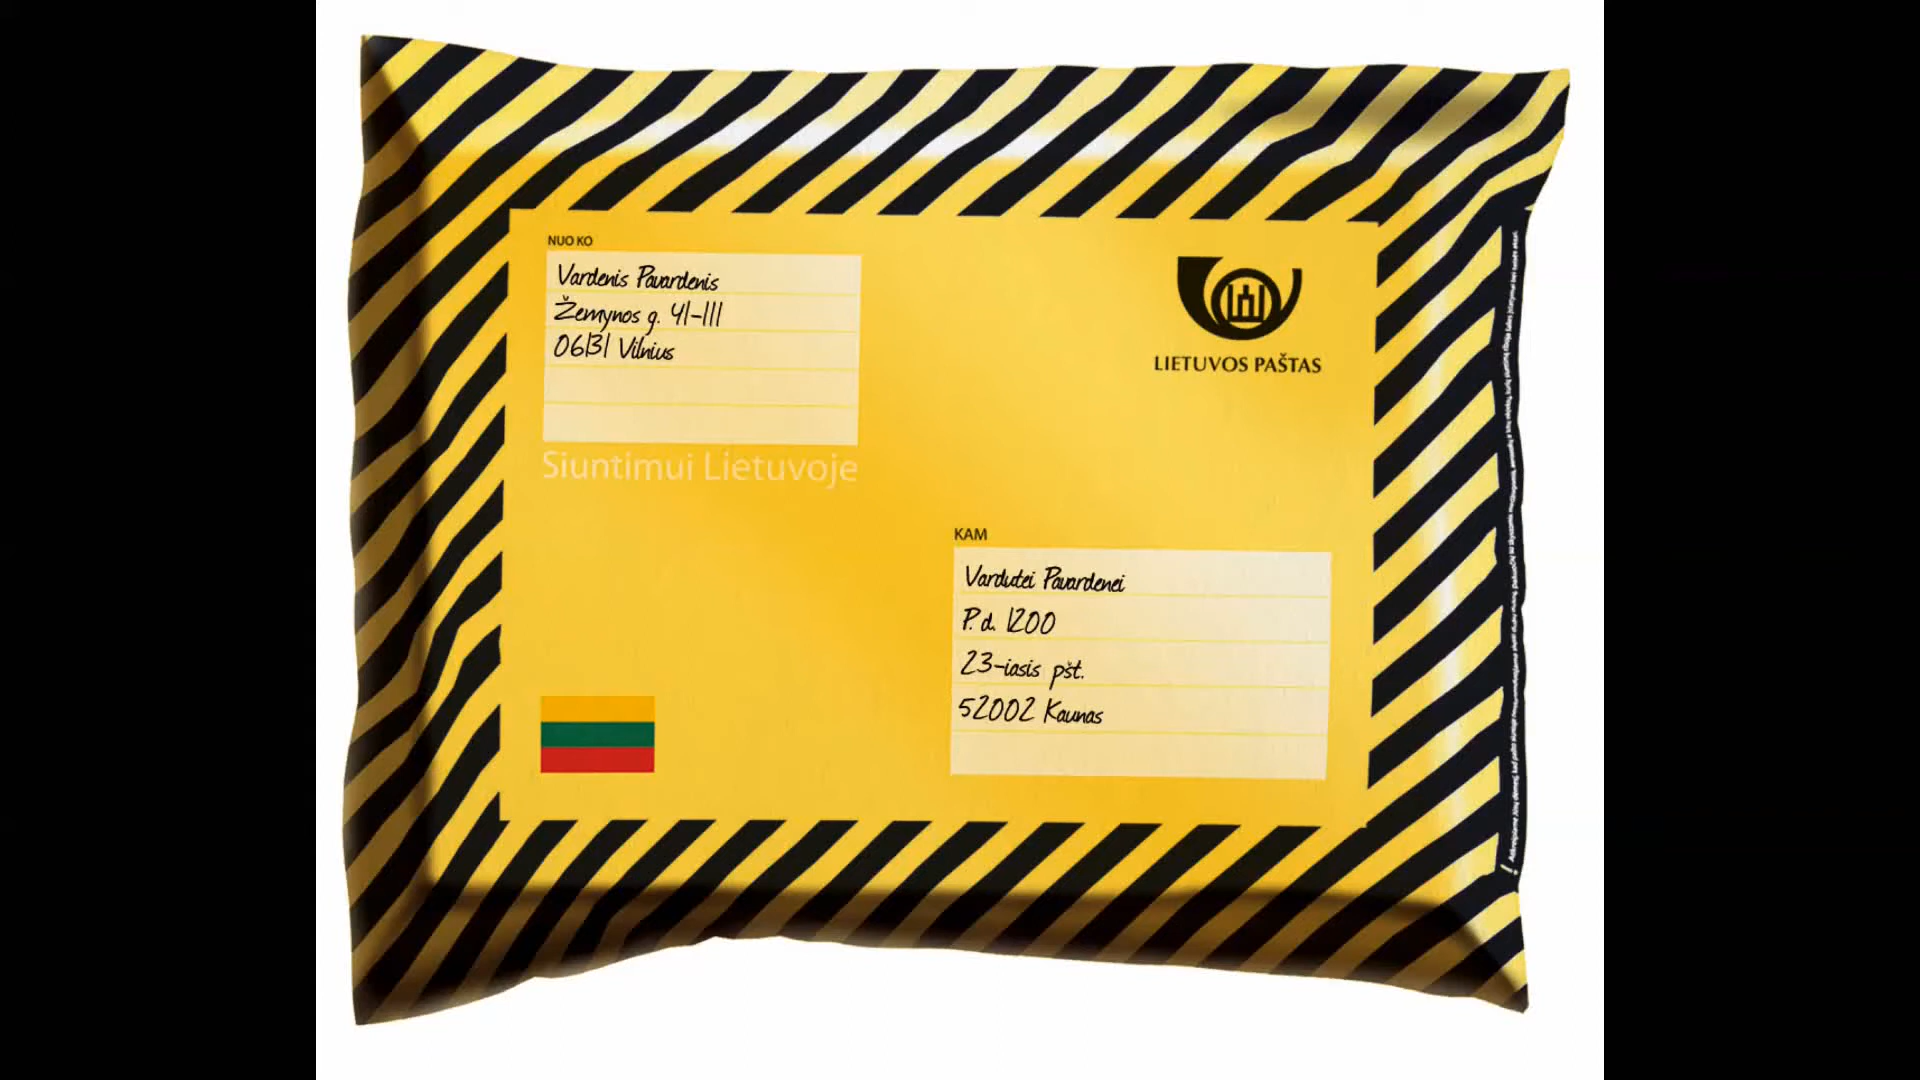 NUO KO
Vardenis Pavardenis
Žemynos g. 41-111
06131 Vilnius
LIETUVOS PAŠTAS
Siuntimui Lietuvoje
KAM
Vardutei Pavardenei
P. d. 1200
23-iasis pšt.
52002 Kaunas